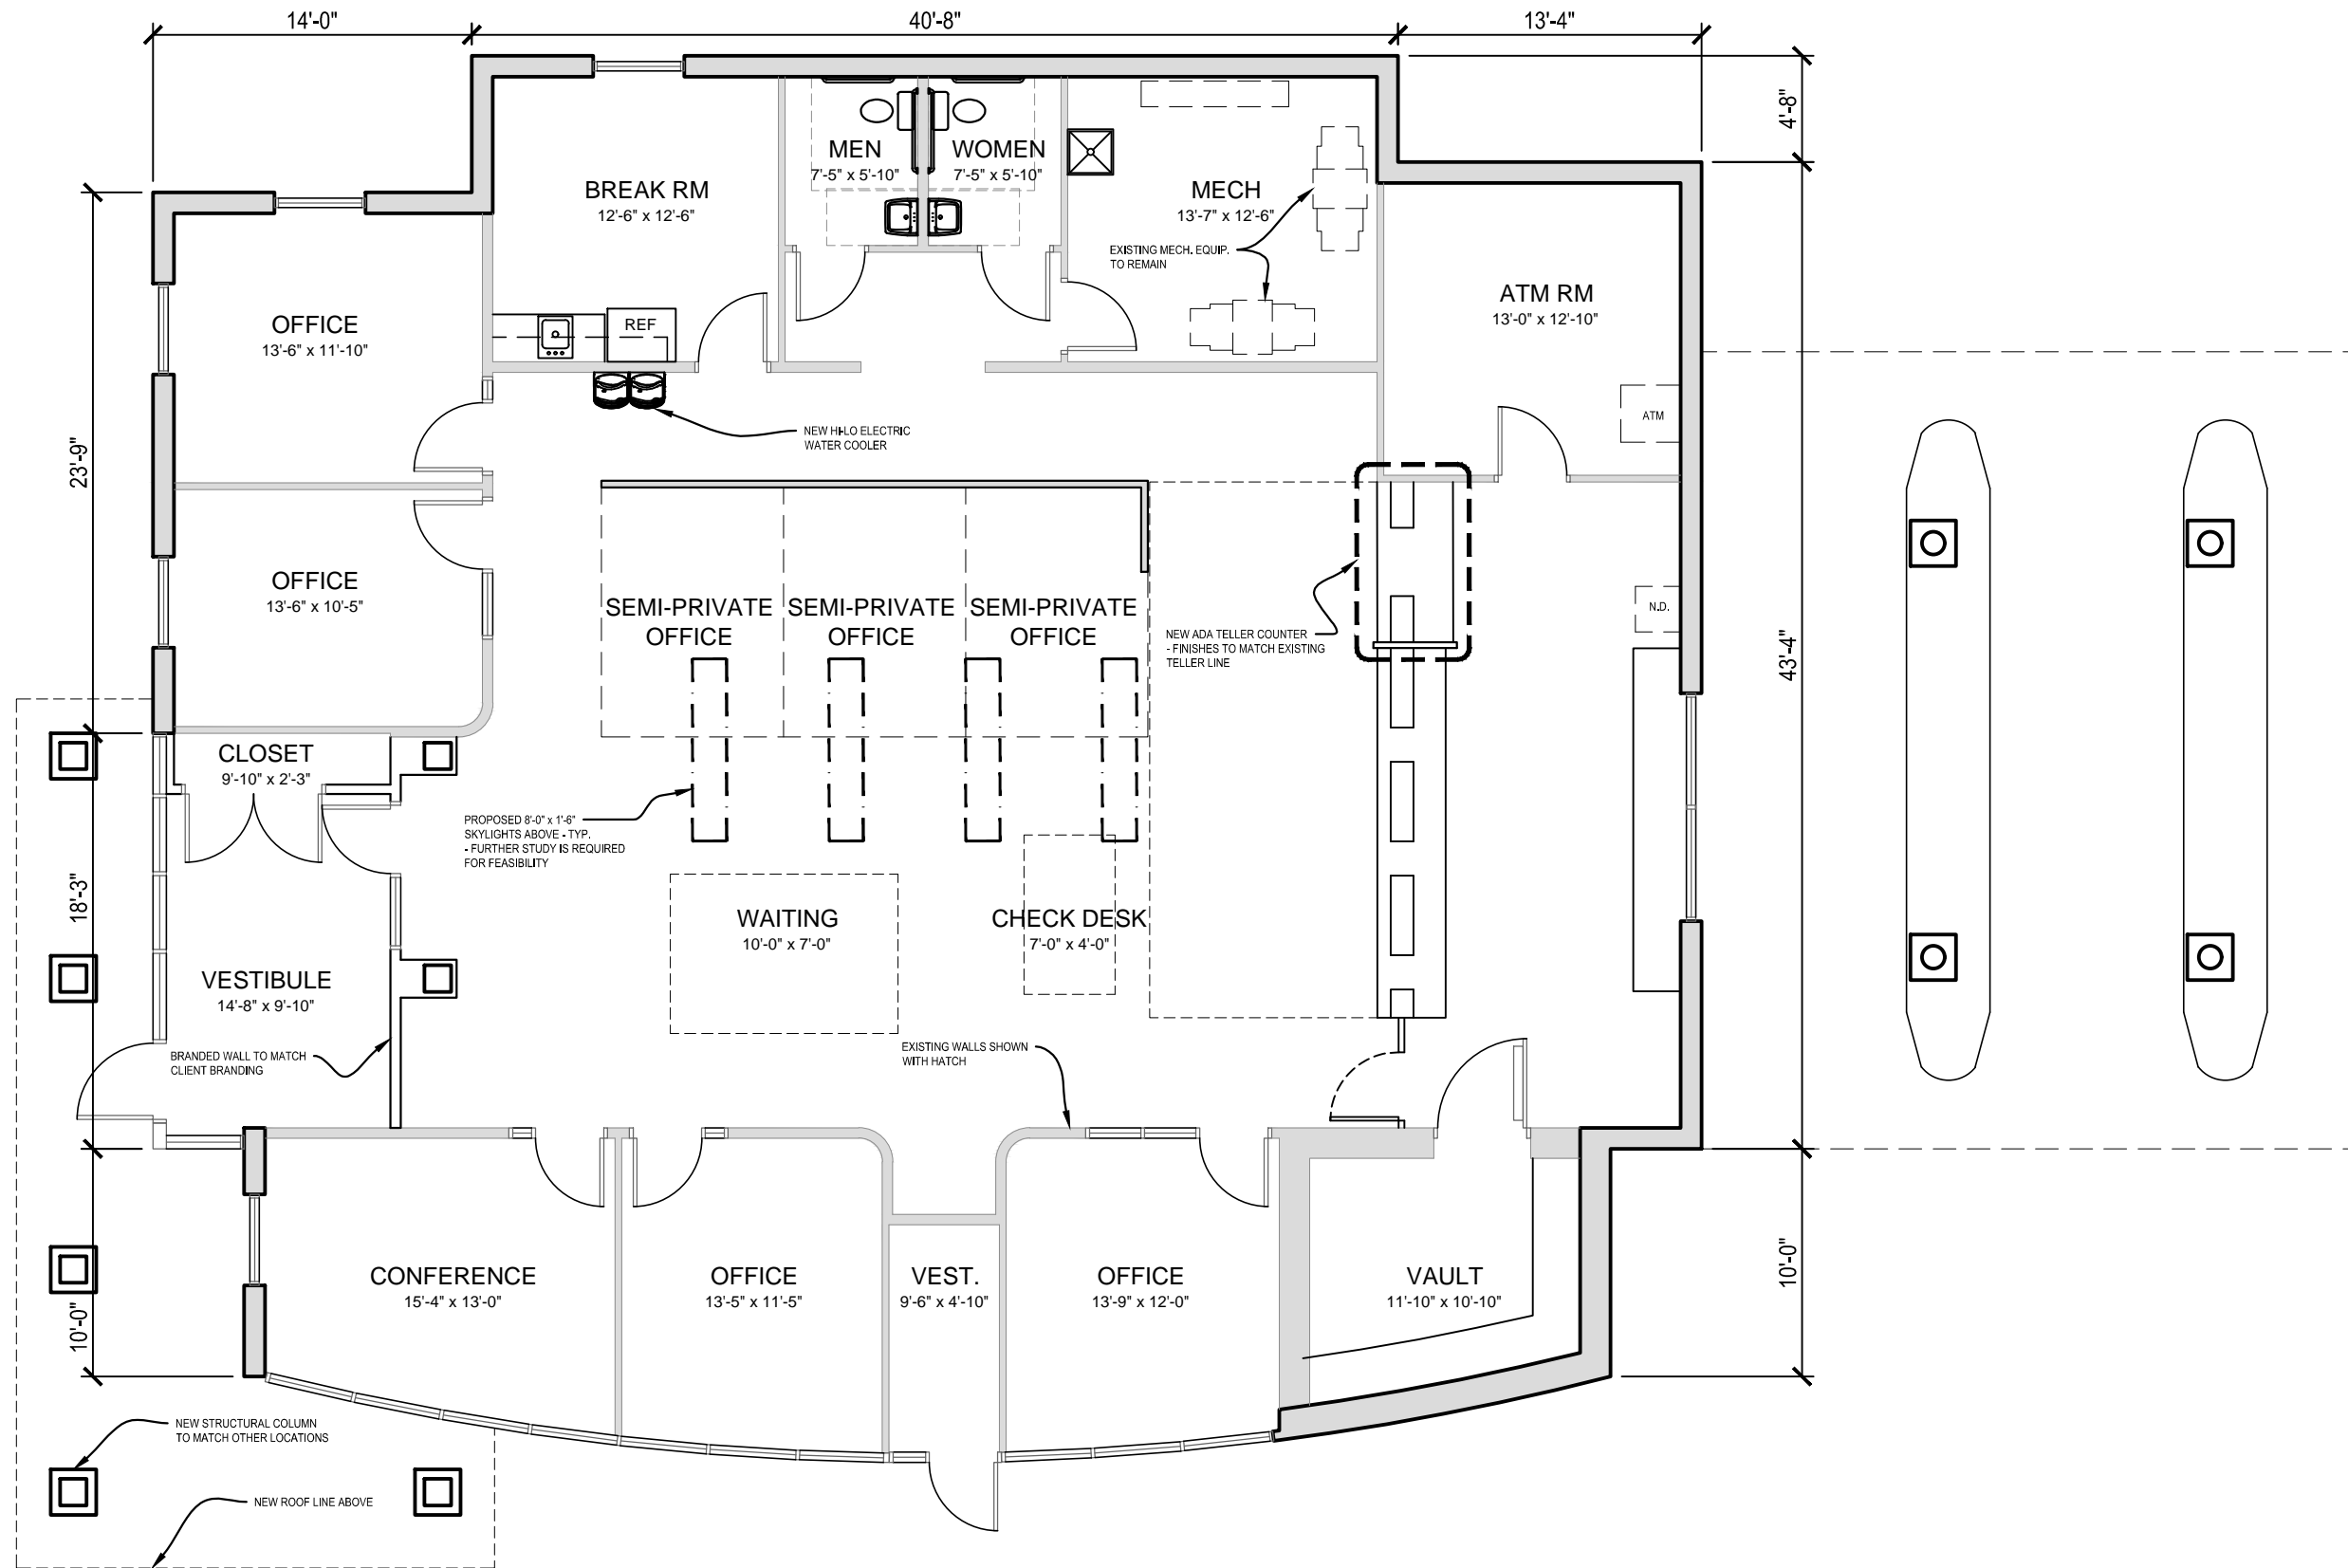 14'-0"
40'-8"
13'-4"
4'-8"
MEN
7'-5" x 5'-10"
WOMEN
7'-5" x 5'-10"
BREAK RM
12'-6" x 12'-6"
MECH
13'-7" x 12'-6"
EXISTING MECH. EQUIP.
TO REMAIN
ATM RM
13'-0" x 12'-10"
OFFICE
13'-6" x 11'-10"
REF
ATM
NEW HI-LO ELECTRIC
WATER COOLER
23'-9"
OFFICE
13'-6" x 10'-5"
SEMI-PRIVATE
OFFICE
SEMI-PRIVATE
OFFICE
SEMI-PRIVATE
OFFICE
N.D.
NEW ADA TELLER COUNTER
- FINISHES TO MATCH EXISTING
TELLER LINE
43'-4"
CLOSET
9'-10" x 2'-3"
PROPOSED 8'-0" x 1'-6"
SKYLIGHTS ABOVE - TYP.
- FURTHER STUDY IS REQUIRED
FOR FEASIBILITY
18'-3"
WAITING
10'-0" x 7'-0"
CHECK DESK
7'-0" x 4'-0"
VESTIBULE
14'-8" x 9'-10"
BRANDED WALL TO MATCH
CLIENT BRANDING
EXISTING WALLS SHOWN
WITH HATCH
10'-0"
CONFERENCE
15'-4" x 13'-0"
OFFICE
13'-5" x 11'-5"
VEST.
9'-6" x 4'-10"
OFFICE
13'-9" x 12'-0"
VAULT
11'-10" x 10'-10"
10'-0"
NEW STRUCTURAL COLUMN
TO MATCH OTHER LOCATIONS
NEW ROOF LINE ABOVE